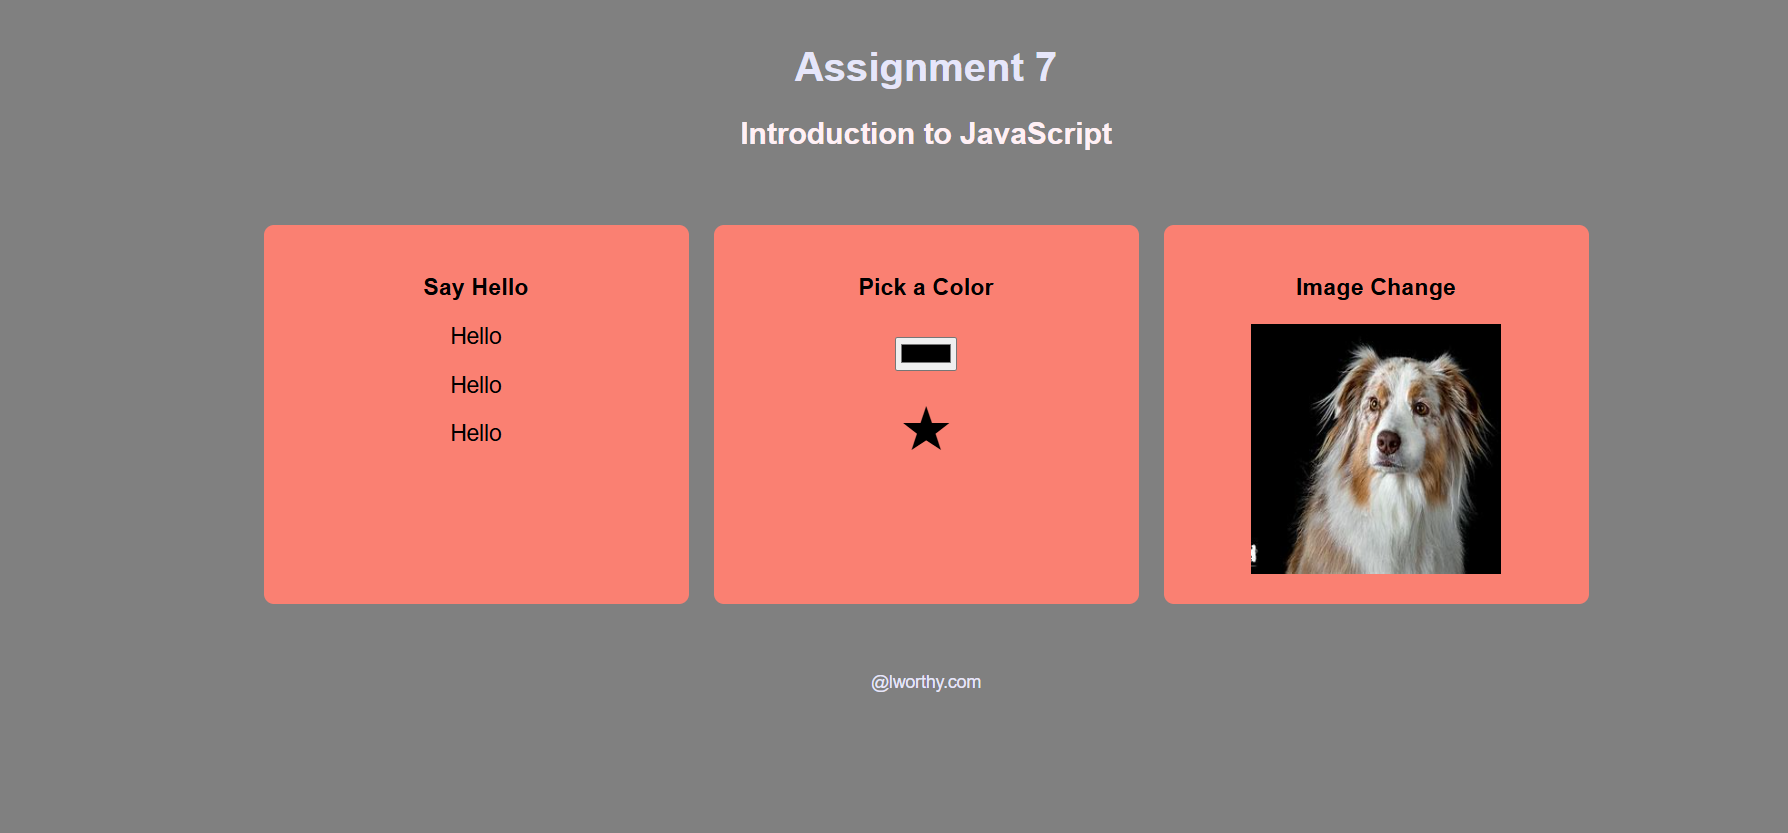 Assignment 7
Introduction to JavaScript
Say Hello
Hello
Hello
Hello
Pick a Color
Image Change
@lworthy.com